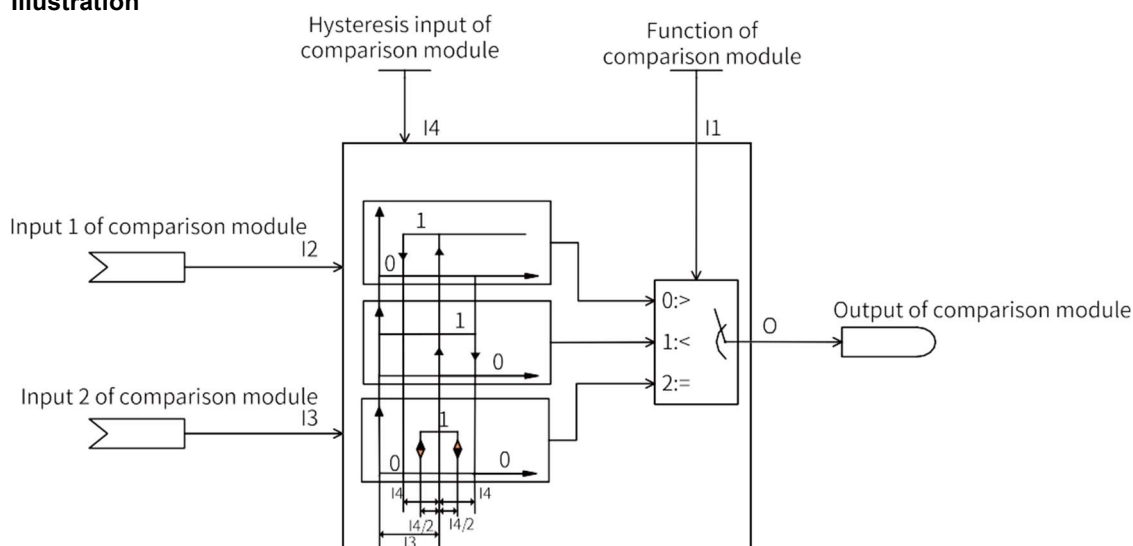 Illustration
Hysteresis input of
comparison module
Function of
comparison module
I4
I1
Input 1 of comparison module
I2
1
0
0:>
Output of comparison module
O
1
1:<
0
2:=
Input 2 of comparison module
I3
1
0
0
I4
I4
I4/2
I4/2
I3